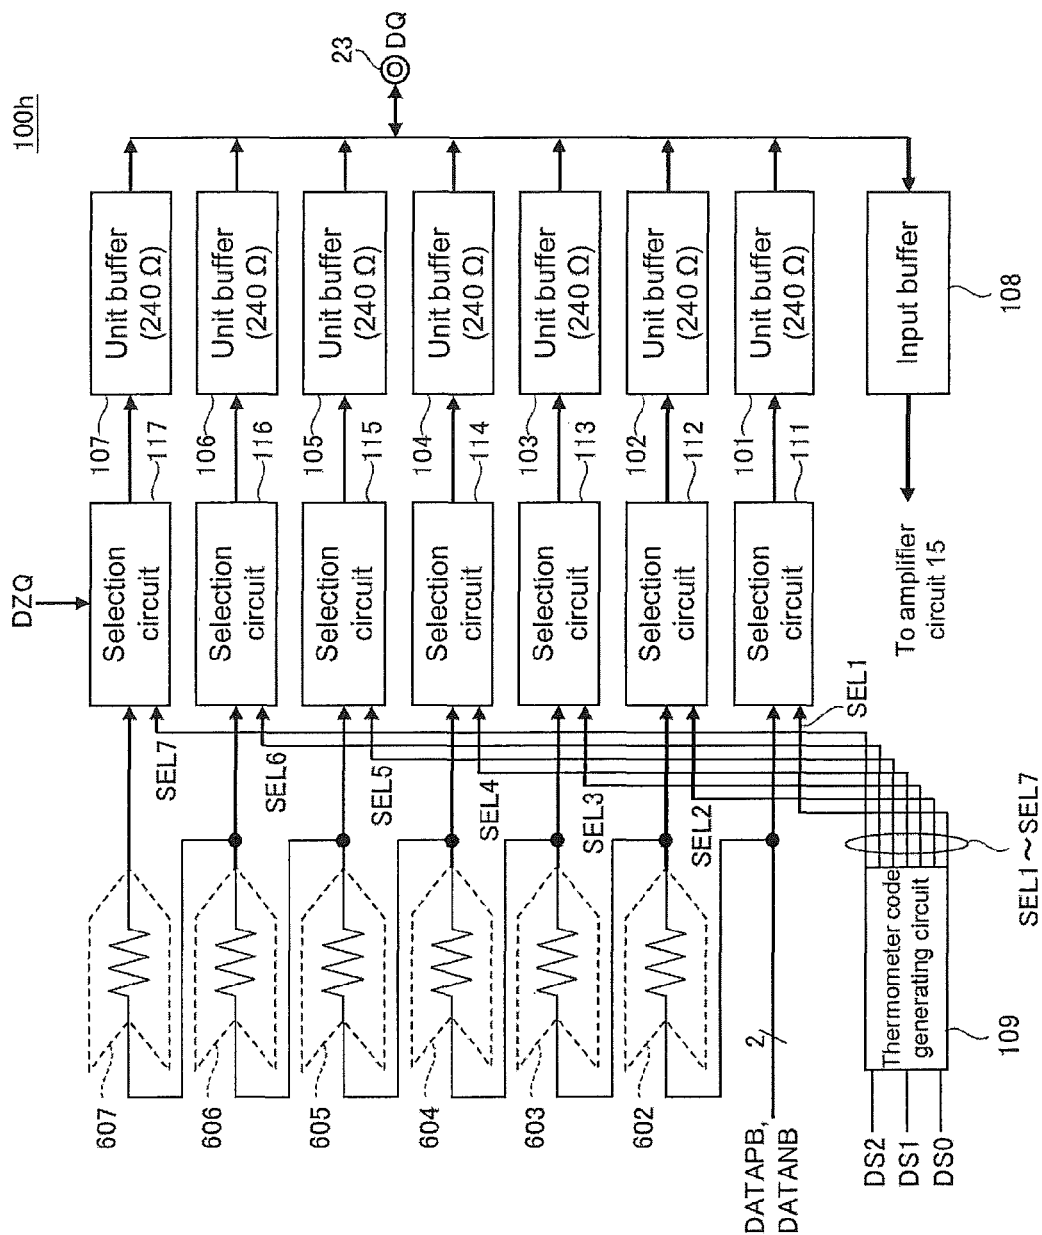 100h
23
DQ
Unit buffer
(240 Ω)
107
Unit buffer
(240 Ω)
106
Unit buffer
(240 Ω)
105
Unit buffer
(240 Ω)
104
Unit buffer
(240 Ω)
103
Unit buffer
(240 Ω)
102
Unit buffer
(240 Ω)
101
Input buffer
108
117
116
115
114
113
112
111
DZQ
Selection
circuit
Selection
circuit
Selection
circuit
Selection
circuit
Selection
circuit
Selection
circuit
Selection
circuit
To amplifier
circuit 15
SEL7
SEL6
SEL5
SEL4
SEL3
SEL2
SEL1
SEL1~SEL7
607
606
605
604
603
602
2
DATAPB,
DATANB
Thermometer code
generating circuit
109
DS2
DS1
DS0